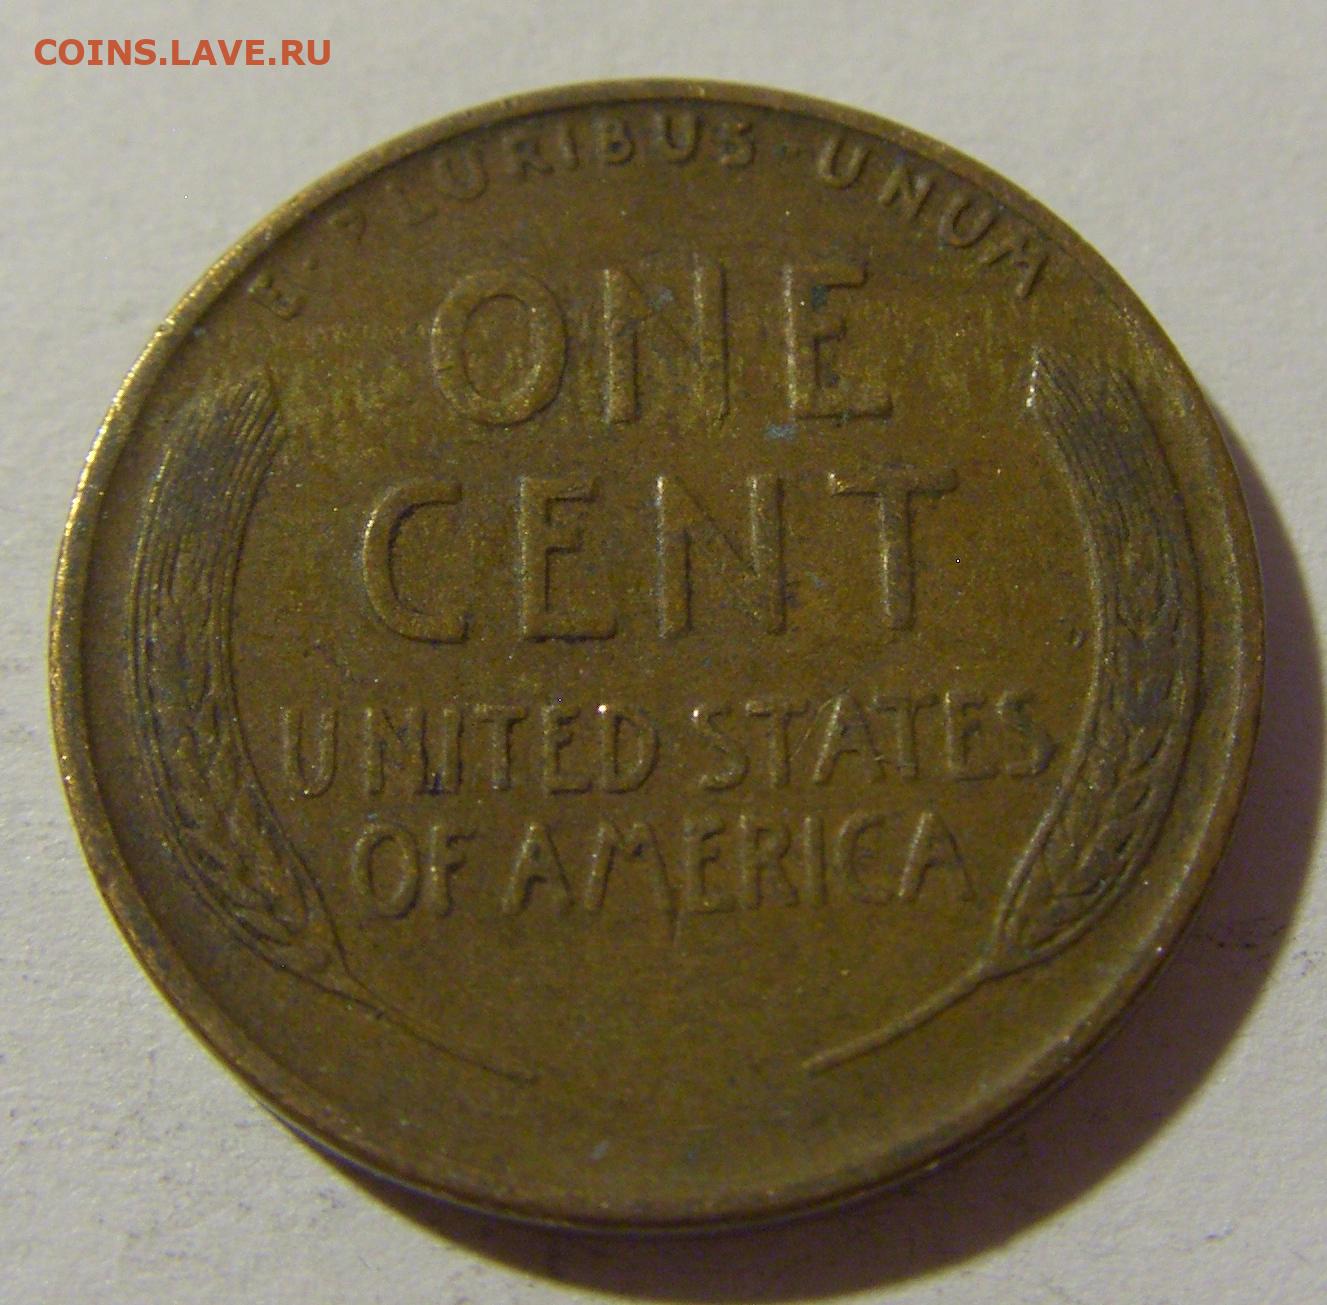 COINS.LAVE.RU
E · PLURIBUS · UNUM
ONE
CENT
UNITED STATES
OF AMERICA